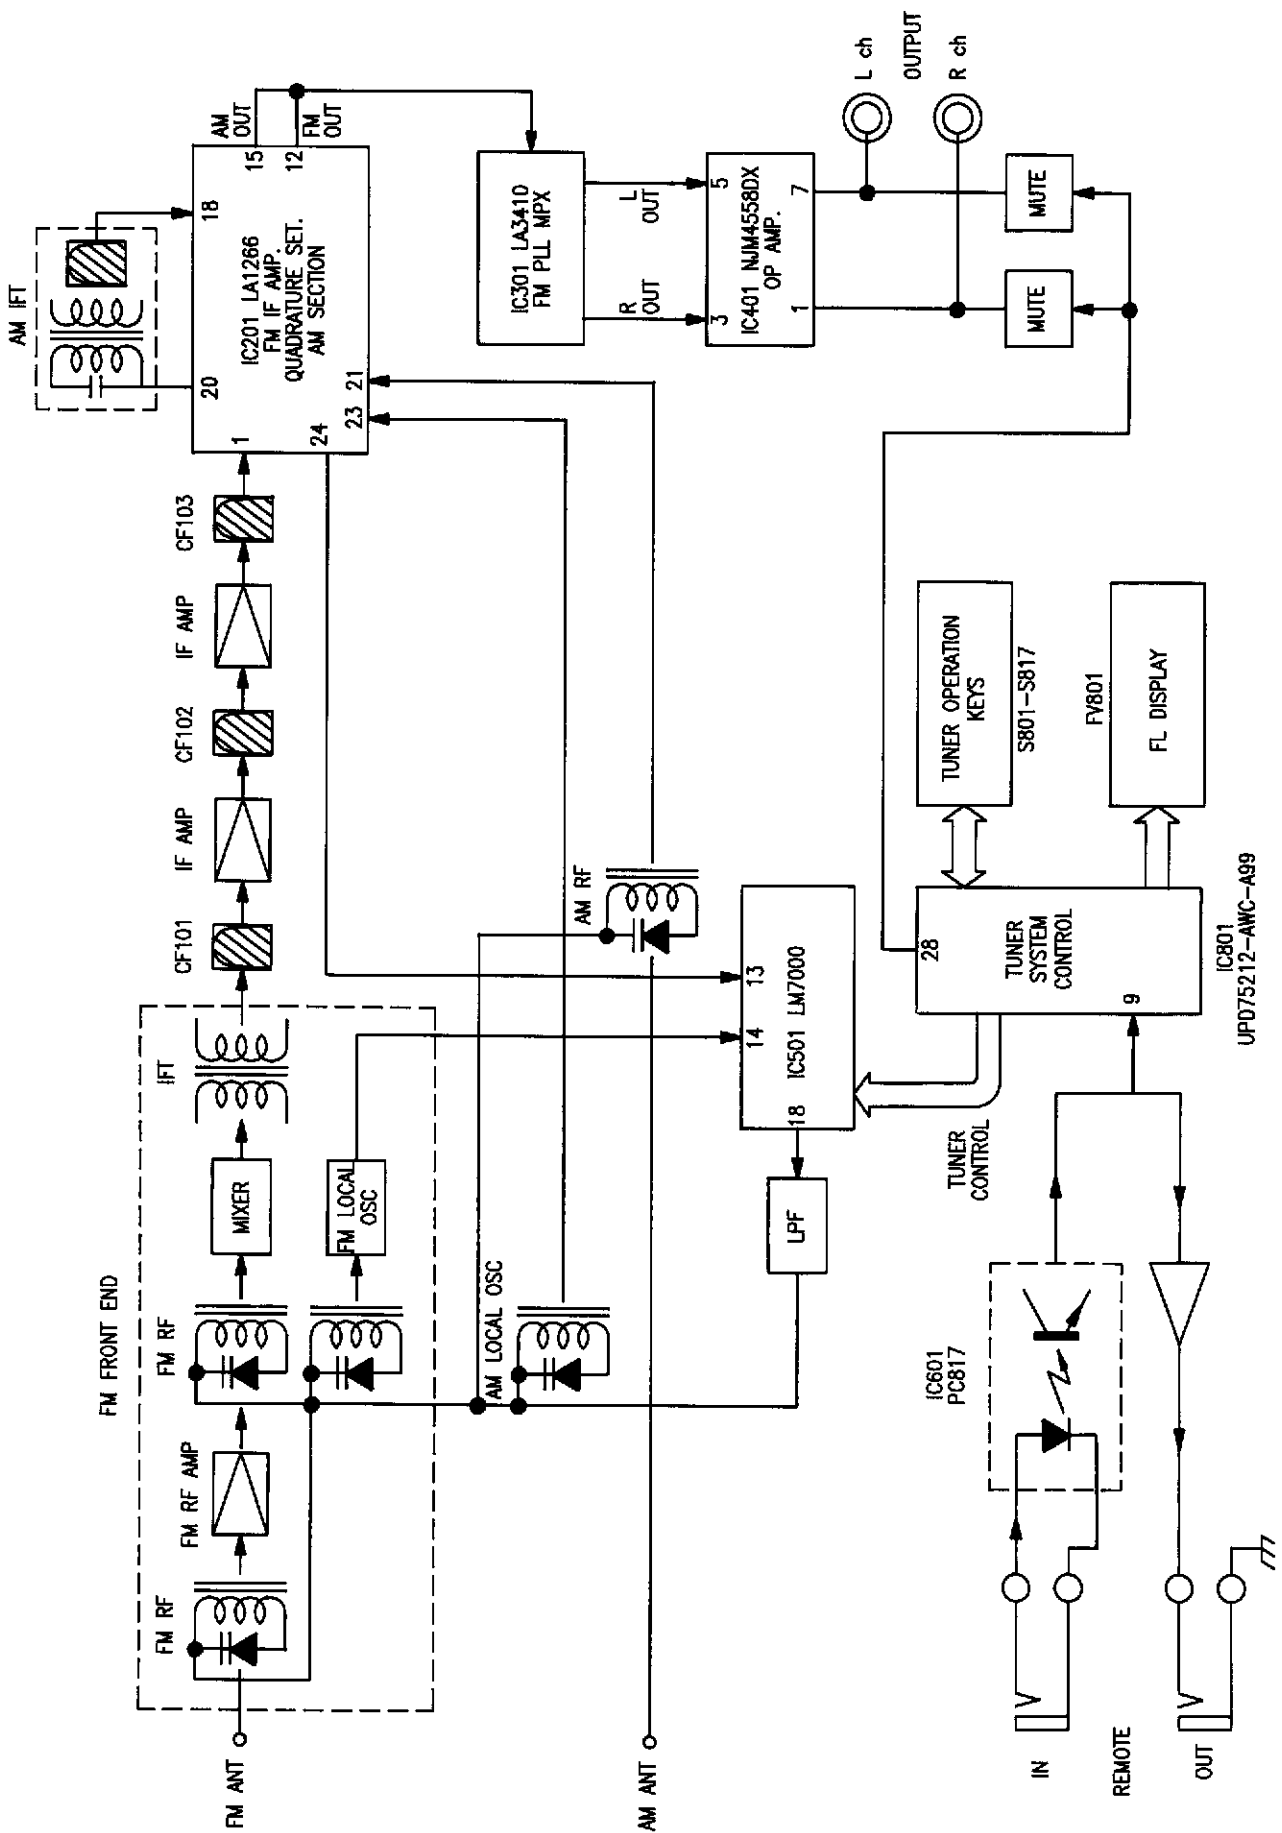 FM ANT
FM FRONT END
FM RF
FM RF AMP
FM RF
MIXER
IFT
FM LOCAL
OSC
CF101
IF AMP
CF102
IF AMP
CF103
AM IFT
1
20
18
24
23
21
15
12
IC201 LA1266
FM IF AMP.
QUADRATURE SET.
AM SECTION
AM
OUT
FM
OUT
AM ANT
AM LOCAL OSC
AM RF
IC301 LA3410
FM PLL MPX
R
OUT
L
OUT
3
5
IC401 NJM4558DX
OP AMP.
1
7
MUTE
MUTE
L ch
OUTPUT
R ch
LPF
18
14
13
IC501 LM7000
TUNER
CONTROL
28
TUNER
SYSTEM
CONTROL
9
IC801
UPD75212-AWC-A99
TUNER OPERATION
KEYS
S801-S817
FV801
FL DISPLAY
IC601
PC817
IN
REMOTE
OUT